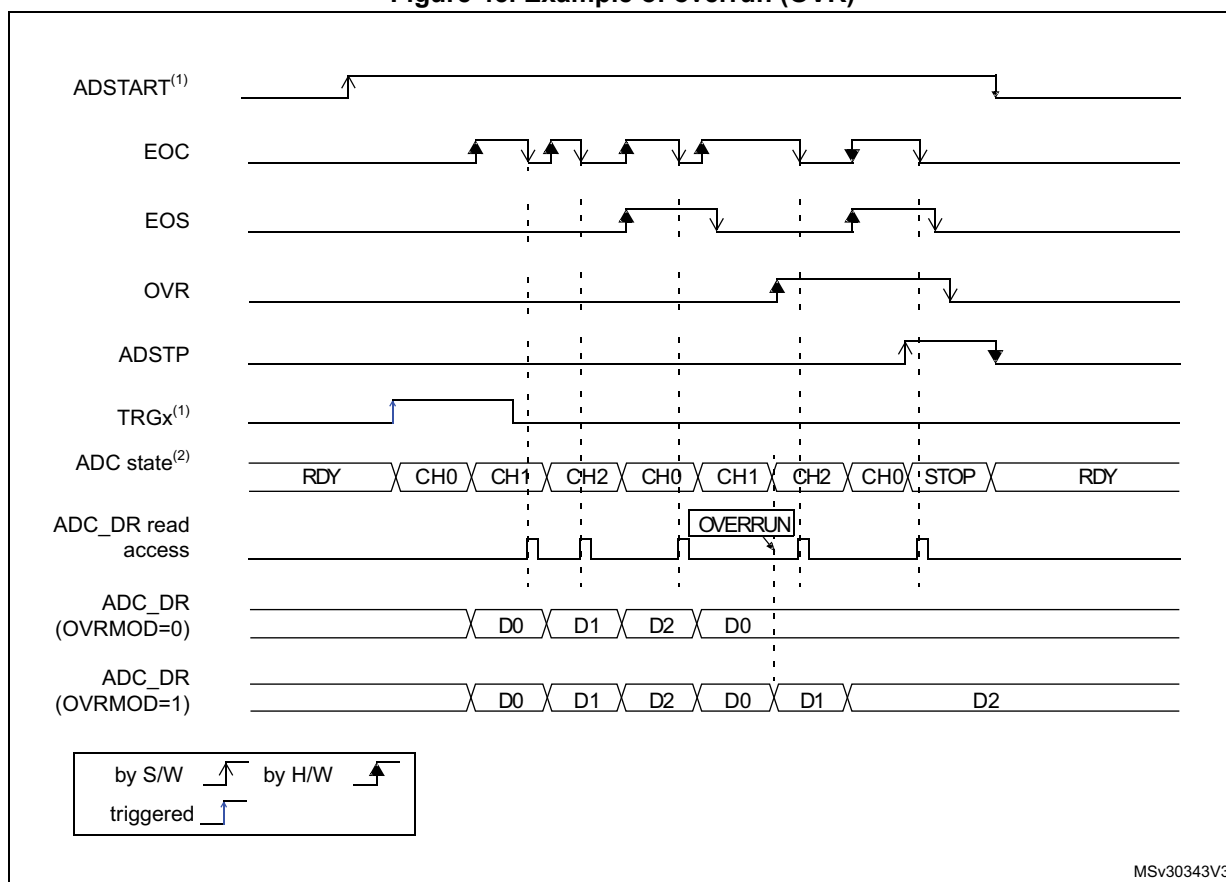 Figure 46. Example of overrun (OVR)
ADSTART(1)
EOC
EOS
OVR
ADSTP
TRGx(1)
ADC state(2)
RDY CH0 CH1 CH2 CH0 CH1 CH2 CH0 STOP RDY
ADC_DR read
access
OVERRUN
ADC_DR
(OVRMOD=0)
D0 D1 D2 D0
ADC_DR
(OVRMOD=1)
D0 D1 D2 D0 D1 D2
by S/W by H/W
triggered
MSv30343V3